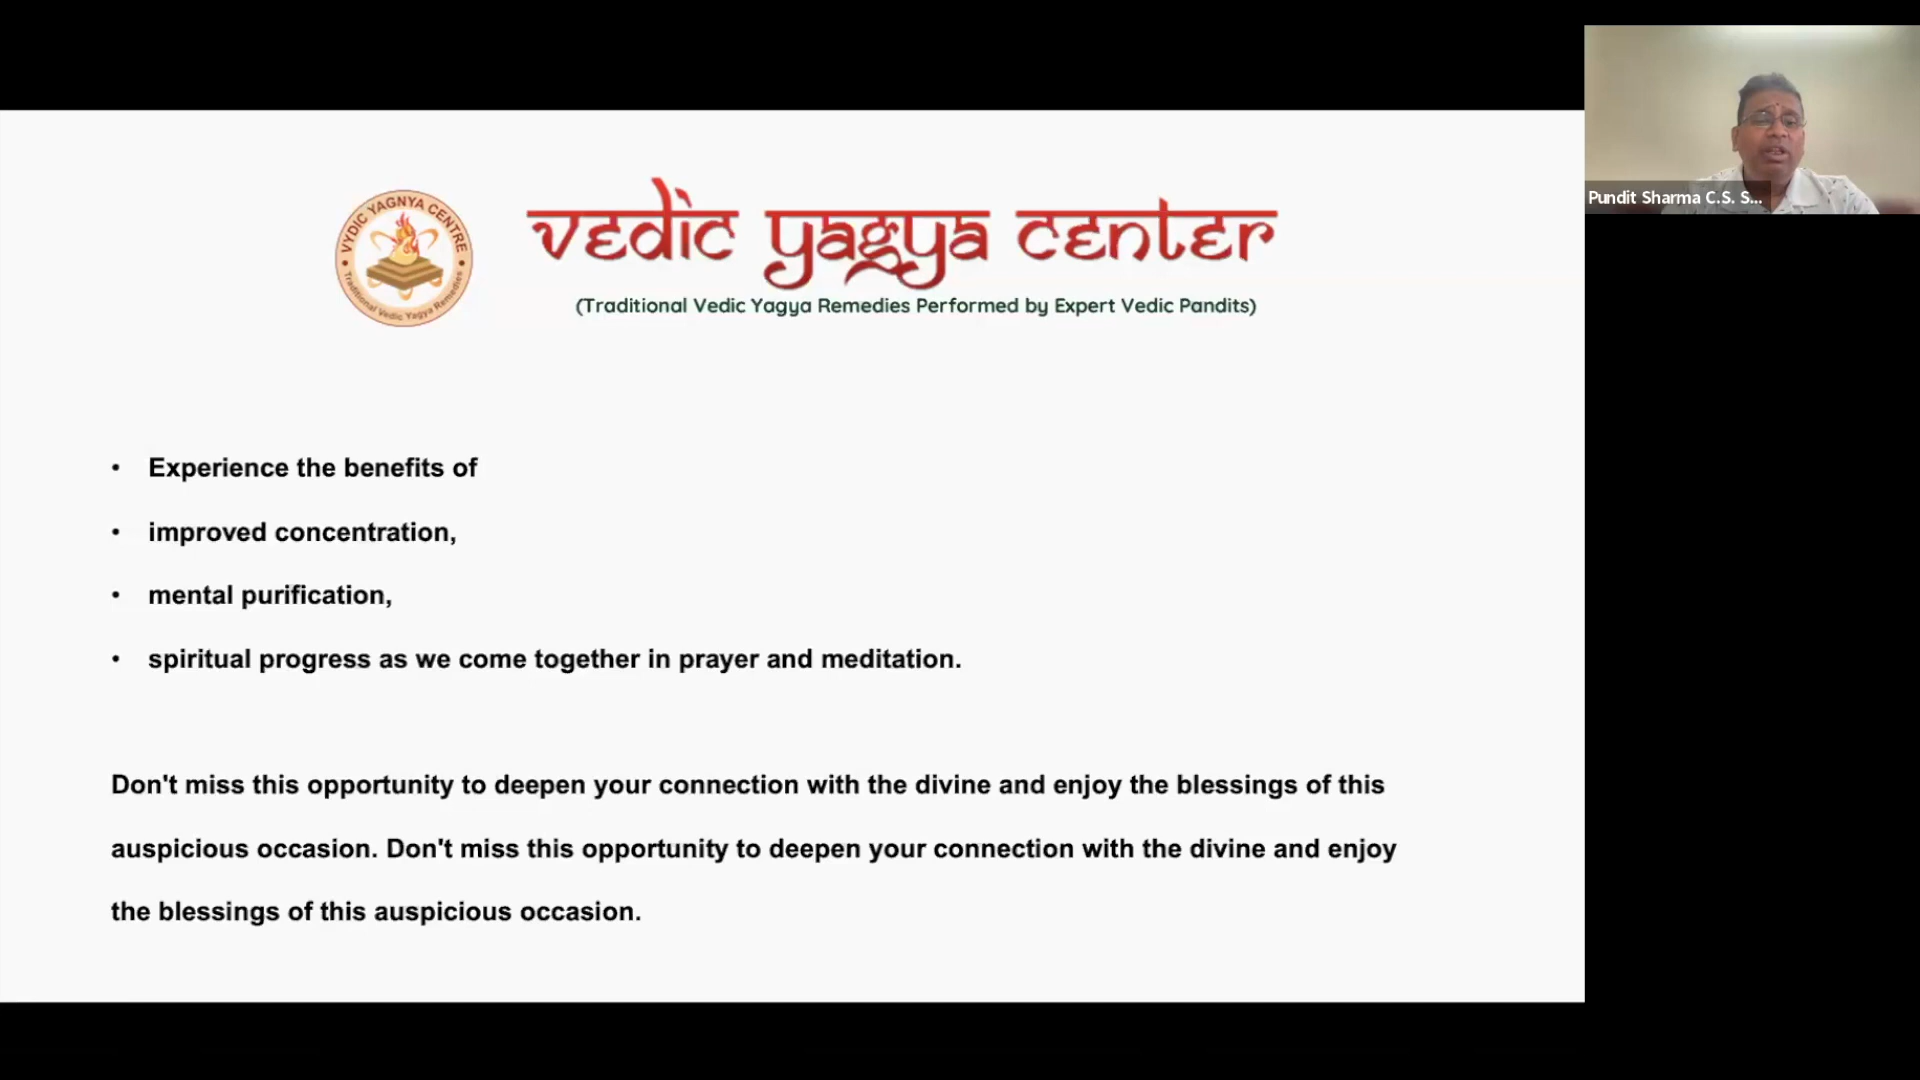 VYDIC YAGNYA CENTRE
Traditional Vedic Yagya Remedies
vedic yagya center
(Traditional Vedic Yagya Remedies Performed by Expert Vedic Pandits)
Pundit Sharma C.S. S...
• Experience the benefits of
• improved concentration,
• mental purification,
• spiritual progress as we come together in prayer and meditation.
Don't miss this opportunity to deepen your connection with the divine and enjoy the blessings of this
auspicious occasion. Don't miss this opportunity to deepen your connection with the divine and enjoy
the blessings of this auspicious occasion.